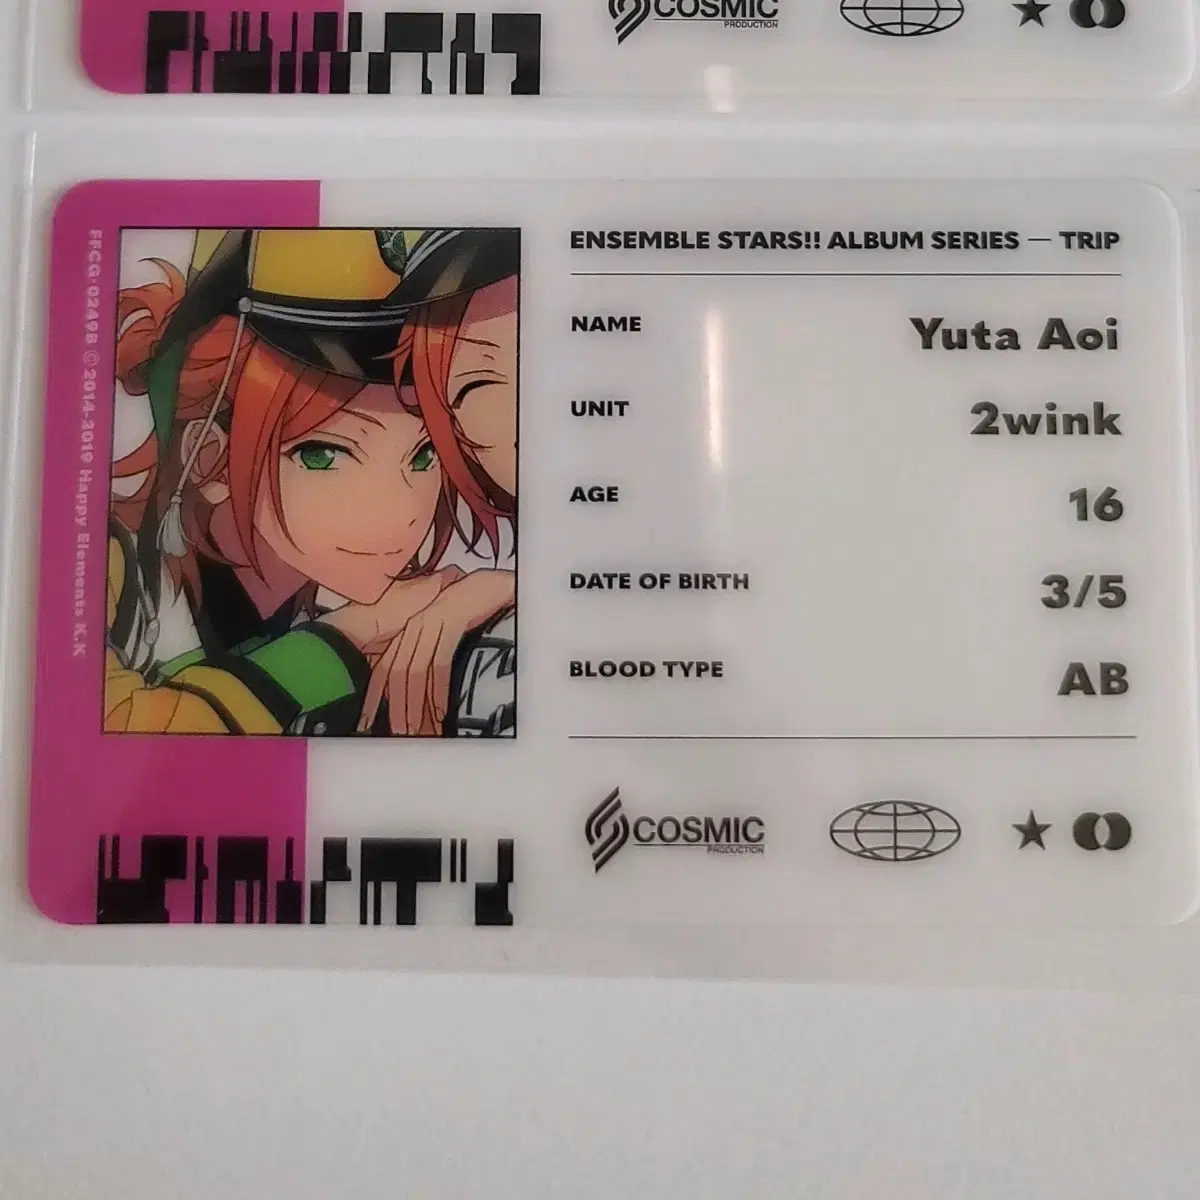 COSMIC
PRODUCTION
FFCG-0249B ©2014-2019 Happy Elements K.K
ENSEMBLE STARS!! ALBUM SERIES — TRIP
NAME Yuta Aoi
UNIT 2wink
AGE 16
DATE OF BIRTH 3/5
BLOOD TYPE AB
COSMIC
PRODUCTION